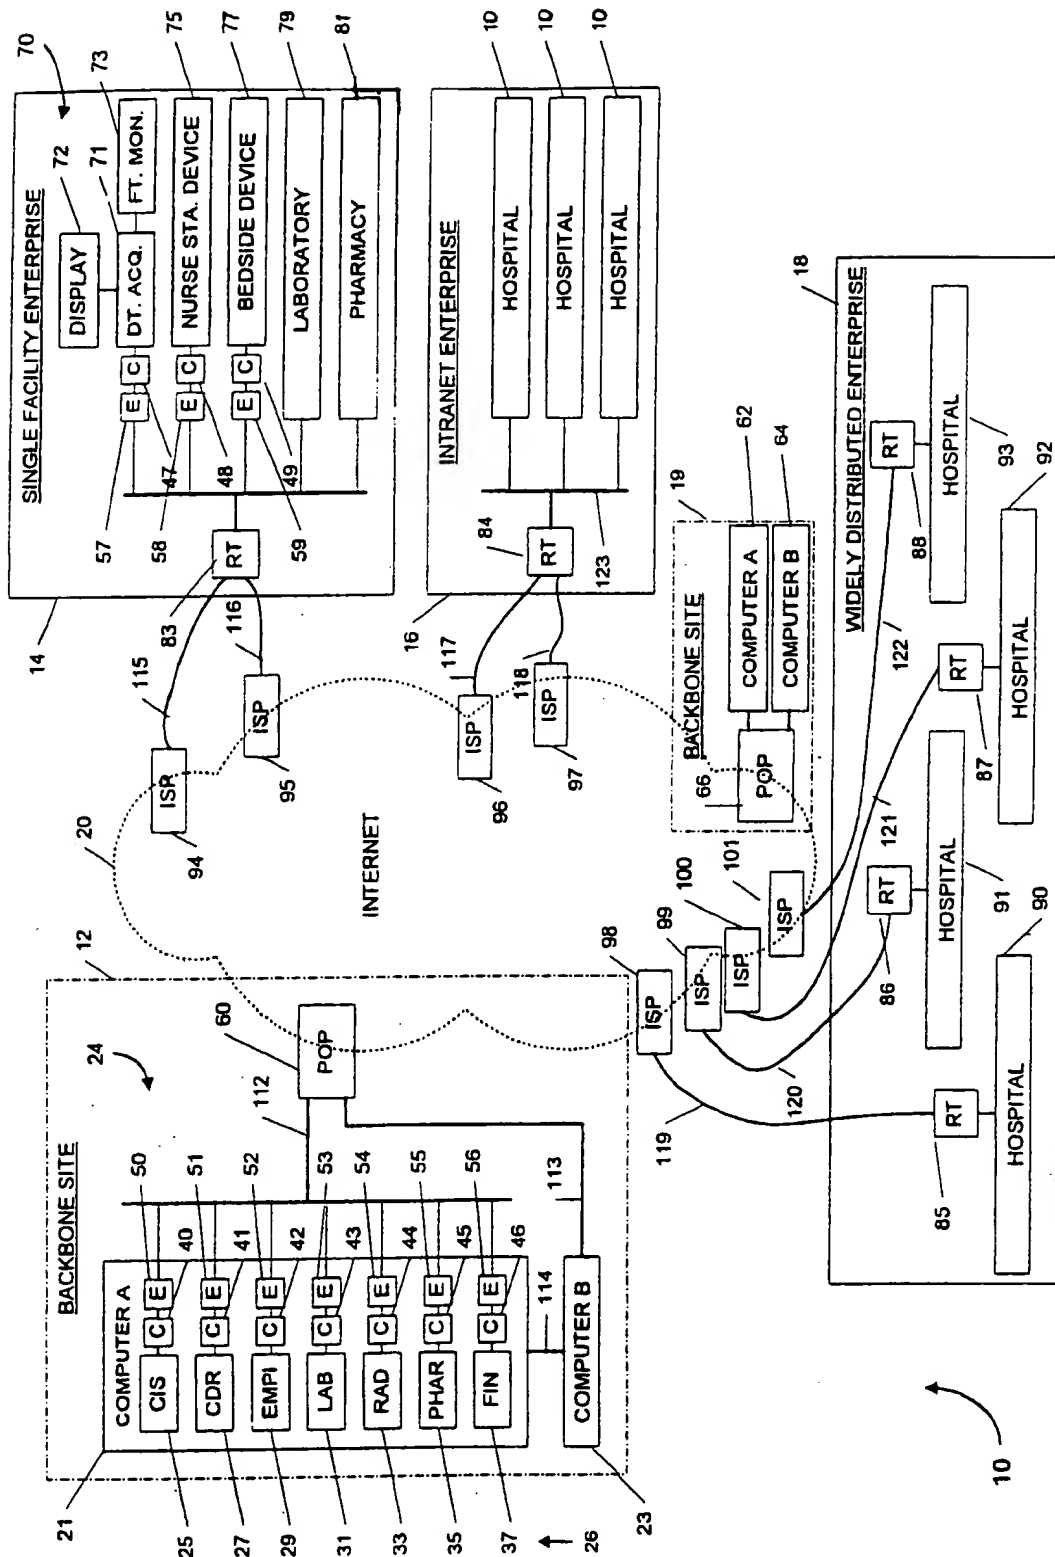 BACKBONE SITE
24
12
20
COMPUTER A
CIS
C
E
50
40
CDR
C
E
51
41
EMPI
C
E
52
42
LAB
C
E
53
43
RAD
C
E
54
44
PHAR
C
E
55
45
FIN
C
E
56
46
21
25
27
29
31
33
35
37
26
23
COMPUTER B
114
113
112
60
POP
INTERNET
ISP
94
ISP
95
ISP
96
ISP
97
ISP
98
ISP
99
ISP
100
ISP
101
115
116
117
118
119
120
121
122
SINGLE FACILITY ENTERPRISE
14
70
DISPLAY
72
71
73
E
C
DT. ACQ.
FT. MON.
57
47
E
C
NURSE STA. DEVICE
75
58
48
E
C
BEDSIDE DEVICE
77
59
49
LABORATORY
79
PHARMACY
81
RT
83
INTRANET ENTERPRISE
16
RT
84
123
HOSPITAL
10
HOSPITAL
10
HOSPITAL
10
BACKBONE SITE
19
66
POP
COMPUTER A
62
COMPUTER B
64
WIDELY DISTRIBUTED ENTERPRISE
18
RT
85
HOSPITAL
90
RT
86
HOSPITAL
91
RT
87
HOSPITAL
92
RT
88
HOSPITAL
93
10